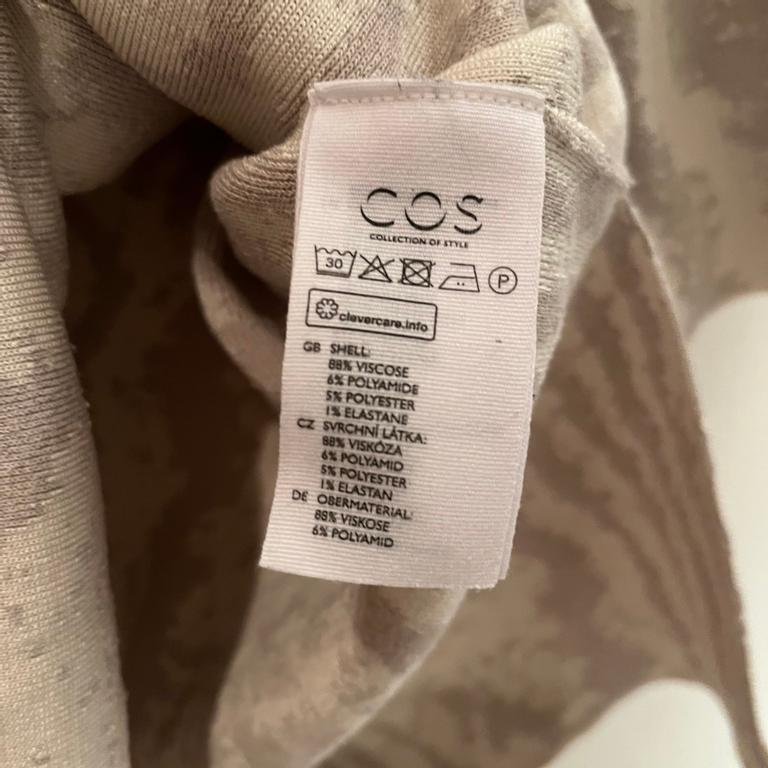 COS
COLLECTION OF STYLE
30 P
clevercare.info
GB SHELL:
88% VISCOSE
6% POLYAMIDE
5% POLYESTER
1% ELASTANE
CZ SVRCHNÍ LÁTKA:
88% VISKÓZA
6% POLYAMID
5% POLYESTER
1% ELASTAN
DE OBERMATERIAL:
88% VISKOSE
6% POLYAMID